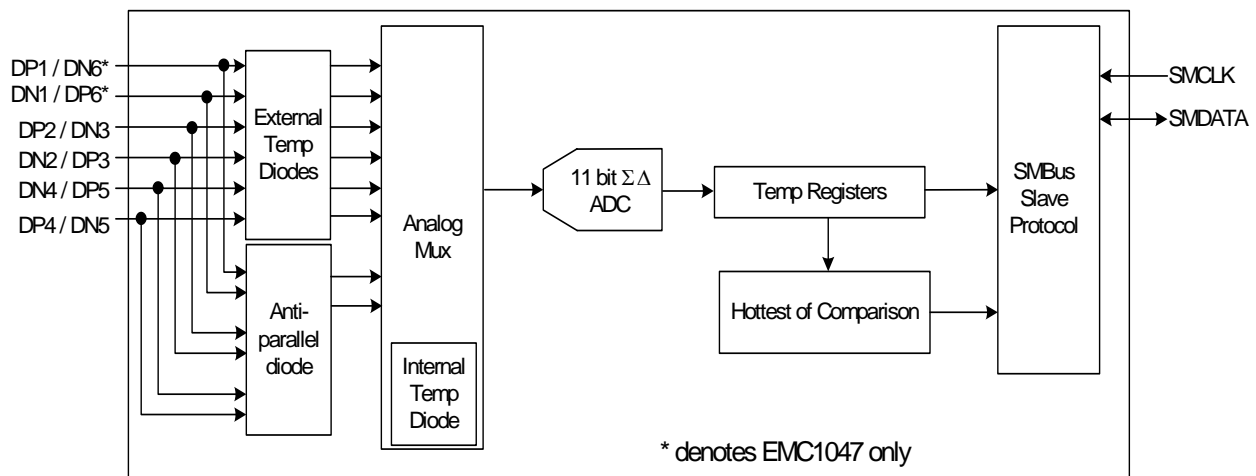 DP1 / DN6*
DN1 / DP6*
DP2 / DN3
DN2 / DP3
DN4 / DP5
DP4 / DN5
External
Temp
Diodes
Anti-
parallel
diode
Analog
Mux
Internal
Temp
Diode
11 bit ΣΔ
ADC
Temp Registers
Hottest of Comparison
SMBus
Slave
Protocol
SMCLK
SMDATA
* denotes EMC1047 only